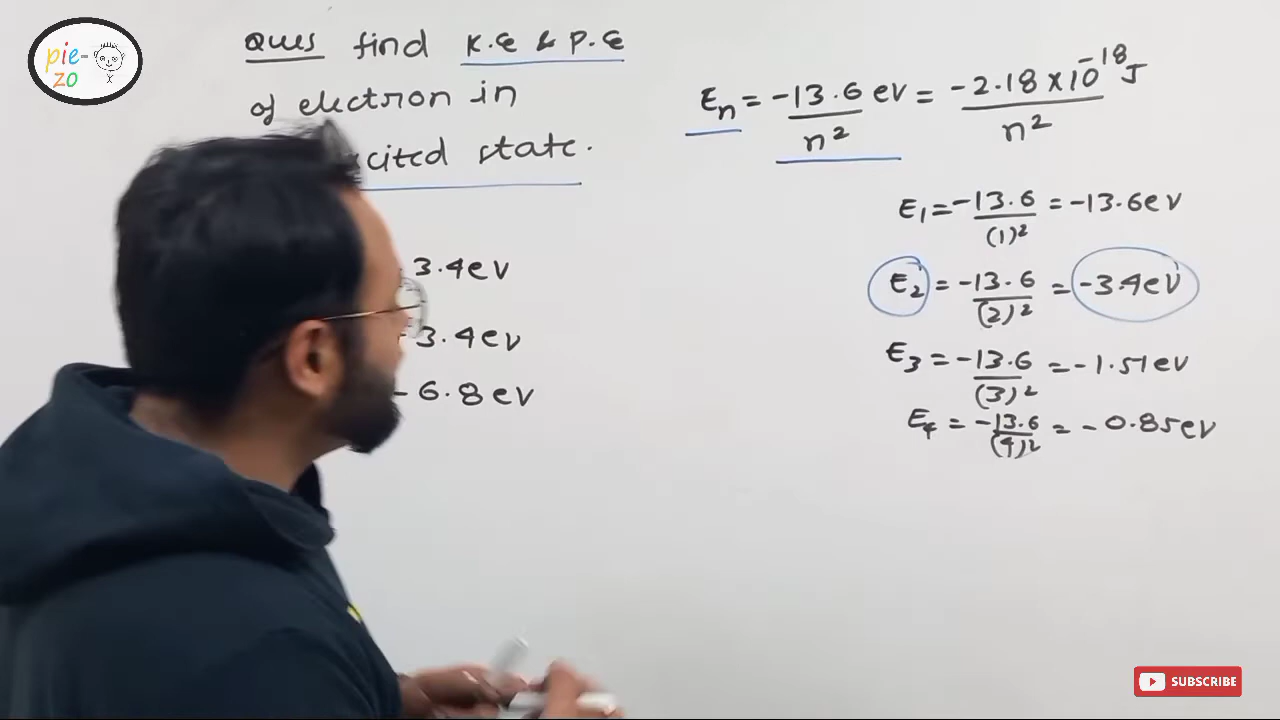 pie-
zo
Ques find K.E & P.E
of electron in
xcited state.
3.4ev
3.4ev
-6.8 ev
En = -13.6 ev/n² = -2.18 × 10⁻¹⁸ J/n²
E₁ = -13.6/(1)² = -13.6ev
E₂ = -13.6/(2)² = -3.4ev
E₃ = -13.6/(3)² = -1.51ev
E₄ = -13.6/(4)² = -0.85ev
SUBSCRIBE